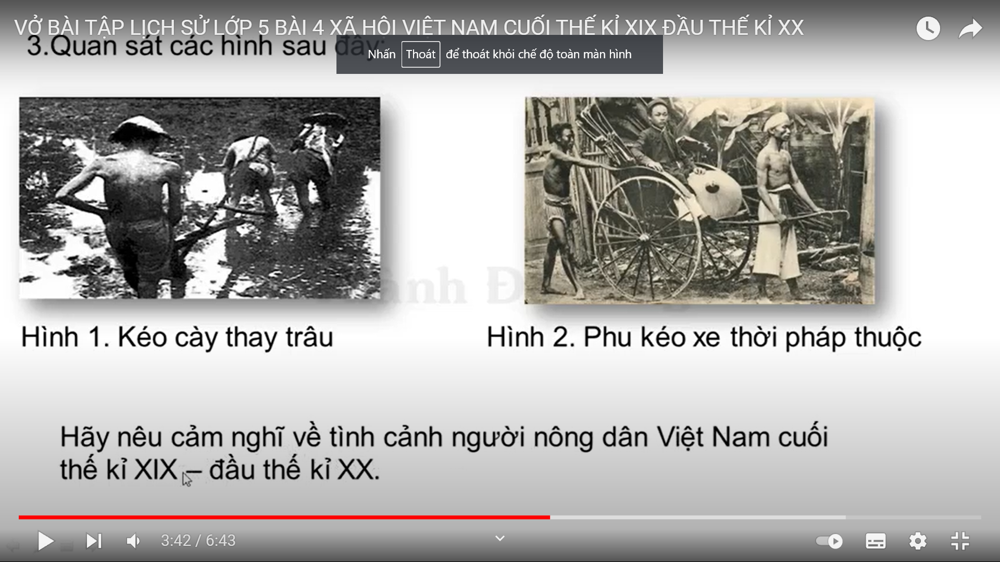 VỞ BÀI TẬP LỊCH SỬ LỚP 5 BÀI 4 XÃ HỘI VIỆT NAM CUỐI THẾ KỈ XIX ĐẦU THẾ KỈ XX
3.Quan sát các hình sau đây:
Nhấn Thoát để thoát khỏi chế độ toàn màn hình
Hình 1. Kéo cày thay trâu
Hình 2. Phu kéo xe thời pháp thuộc
Hãy nêu cảm nghĩ về tình cảnh người nông dân Việt Nam cuối
thế kỉ XIX – đầu thế kỉ XX.
3:42 / 6:43